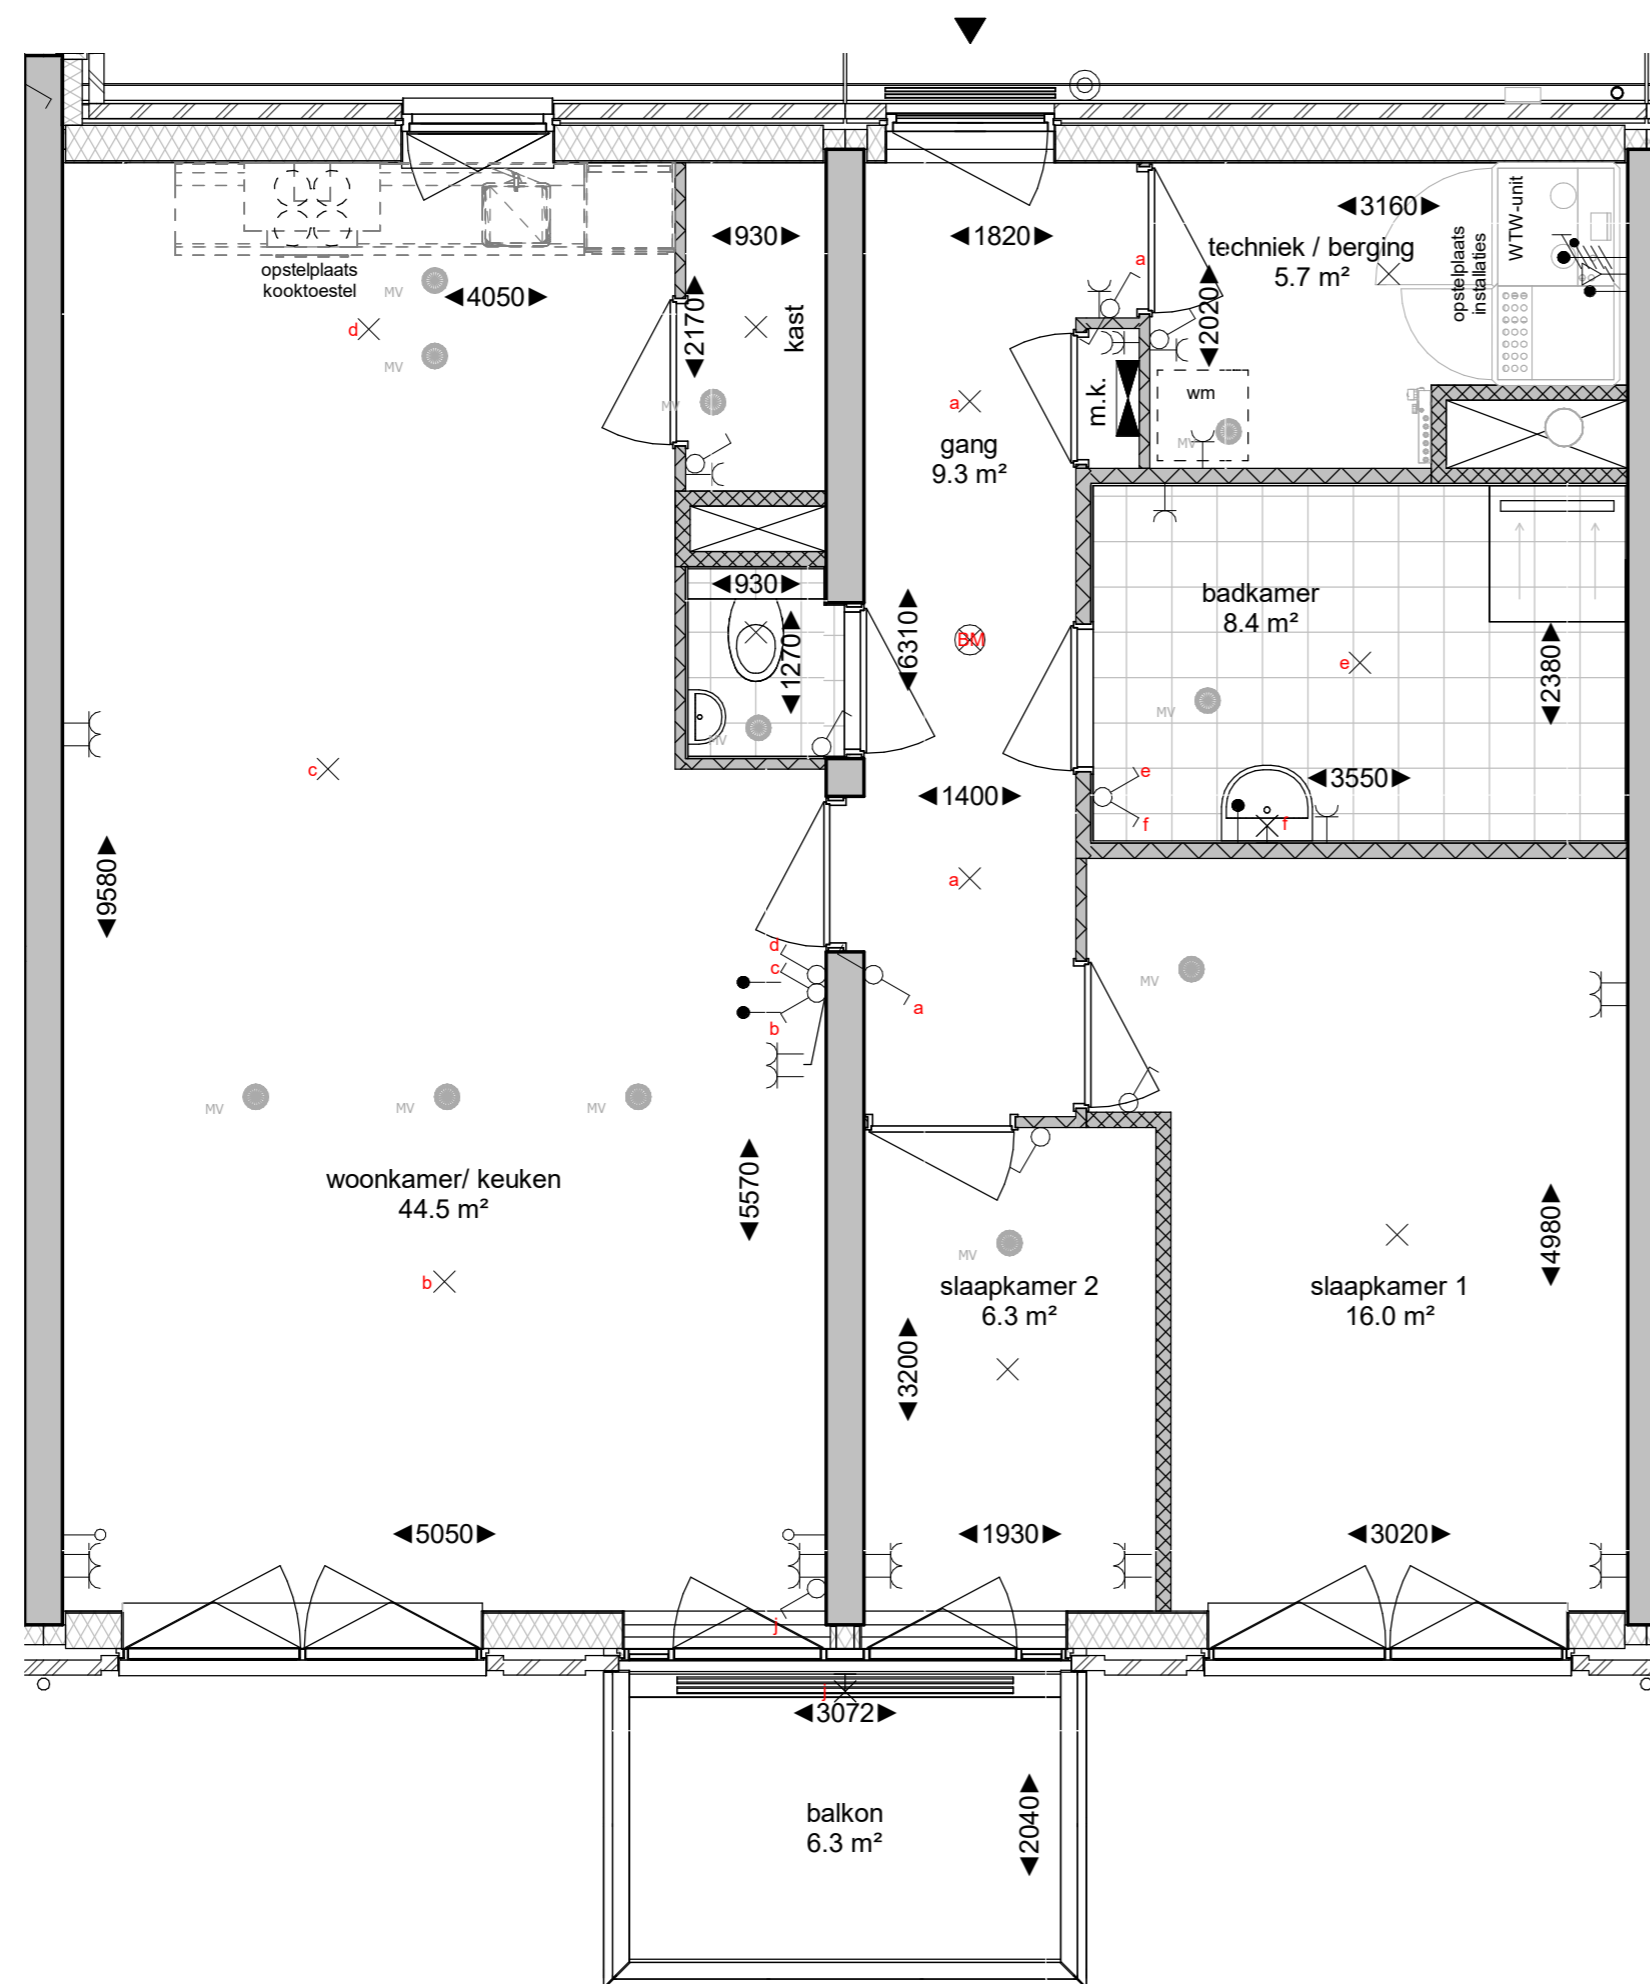 3160
WTW-unit
930
1820
techniek / berging
5.7 m²
opstelplaats
installaties
a
opstelplaats
kooktoestel
MV
4050
2170
kast
2020
d
MV
MV
a
m.k.
wm
MV
gang
9.3 m²
930
badkamer
8.4 m²
1270
6310
BM
e
2380
MV
MV
c
e
3550
1400
f
f
9580
a
d
c
MV
a
b
MV
MV
MV
5570
woonkamer/ keuken
44.5 m²
4980
MV
b
slaapkamer 2
6.3 m²
slaapkamer 1
16.0 m²
3200
5050
1930
3020
j
j
3072
balkon
6.3 m²
2040